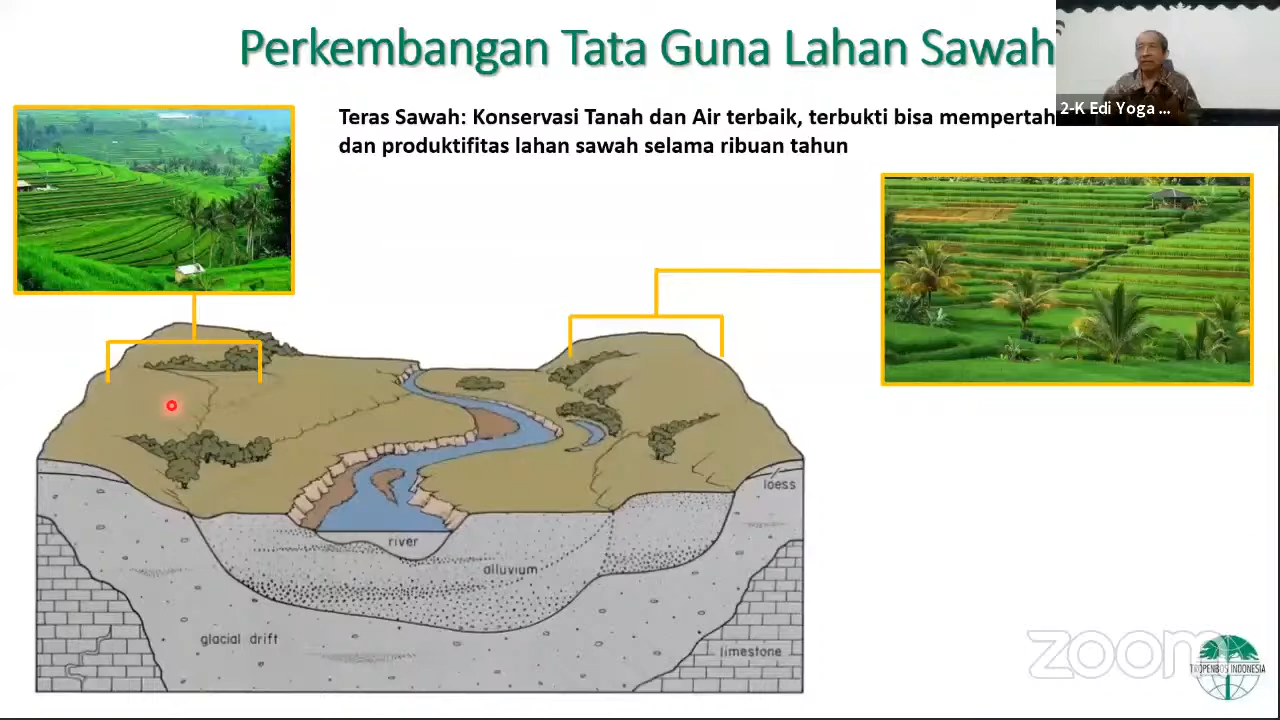 Perkembangan Tata Guna Lahan Sawah
2-K Edi Yoga ...
Teras Sawah: Konservasi Tanah dan Air terbaik, terbukti bisa mempertah
dan produktifitas lahan sawah selama ribuan tahun
loess
river
alluvium
glacial drift
limestone
zoom
TROPENBOS INDONESIA